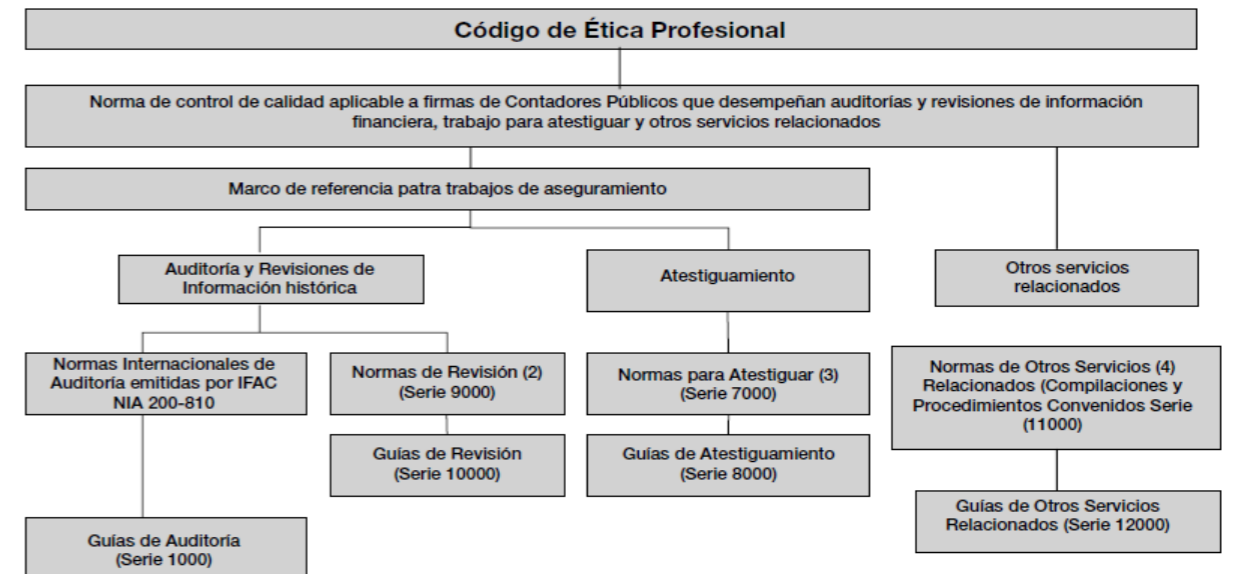 Código de Ética Profesional
Norma de control de calidad aplicable a firmas de Contadores Públicos que desempeñan auditorías y revisiones de información
financiera, trabajo para atestiguar y otros servicios relacionados
Marco de referencia patra trabajos de aseguramiento
Auditoría y Revisiones de
Información histórica
Atestiguamiento
Otros servicios
relacionados
Normas Internacionales de
Auditoría emitidas por IFAC
NIA 200-810
Normas de Revisión (2)
(Serie 9000)
Normas para Atestiguar (3)
(Serie 7000)
Normas de Otros Servicios (4)
Relacionados (Compilaciones y
Procedimientos Convenidos Serie
(11000)
Guías de Revisión
(Serie 10000)
Guías de Atestiguamiento
(Serie 8000)
Guías de Otros Servicios
Relacionados (Serie 12000)
Guías de Auditoría
(Serie 1000)